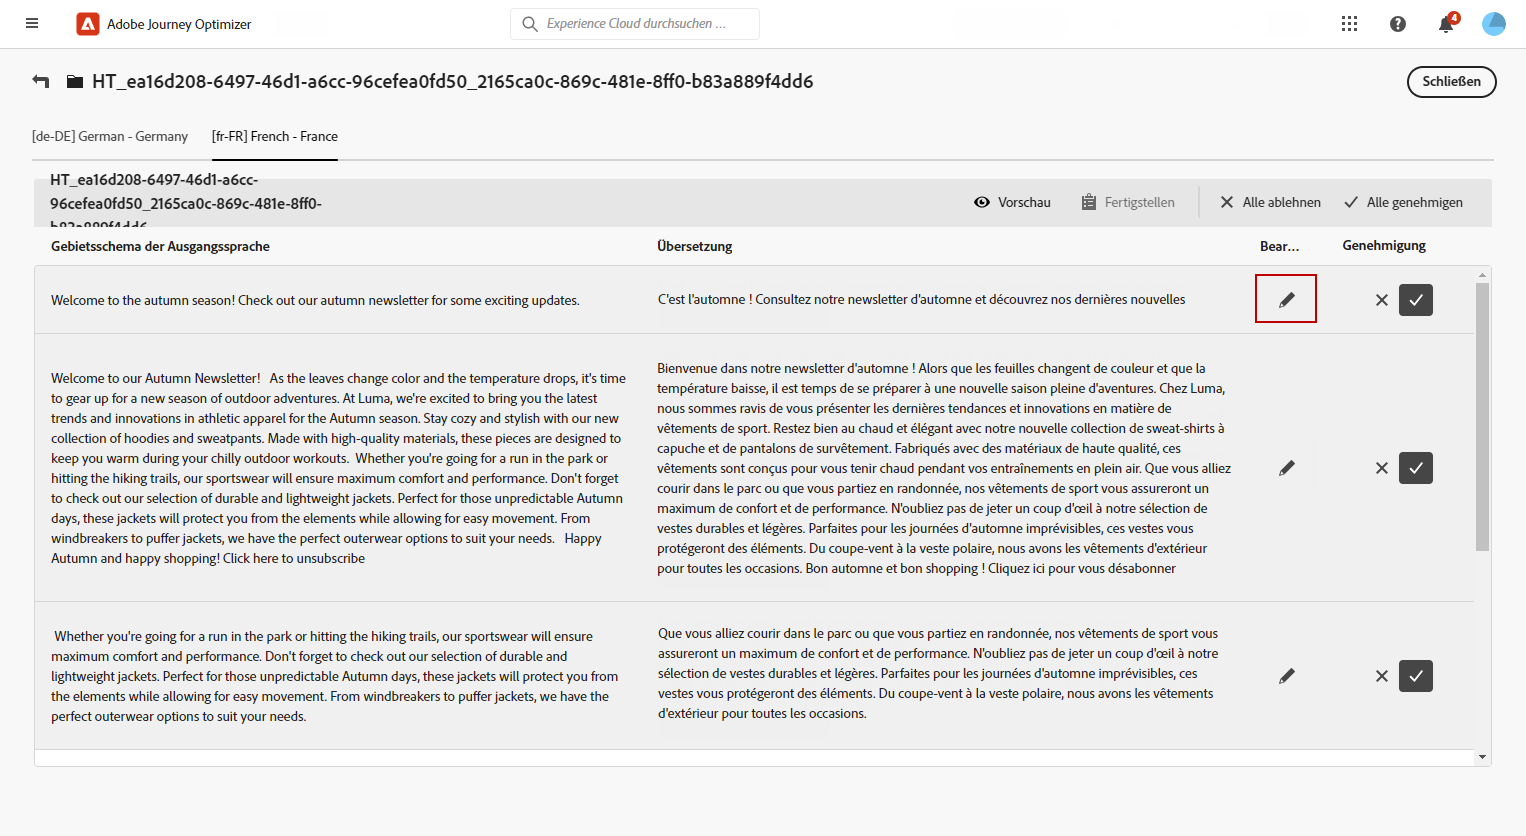 Adobe Journey Optimizer
Experience Cloud durchsuchen ...
4
HT_ea16d208-6497-46d1-a6cc-96cefea0fd50_2165ca0c-869c-481e-8ff0-b83a889f4dd6
Schließen
[de-DE] German - Germany
[fr-FR] French - France
HT_ea16d208-6497-46d1-a6cc-
96cefea0fd50_2165ca0c-869c-481e-8ff0-
b83a889f4dd6
Vorschau
Fertigstellen
Alle ablehnen
Alle genehmigen
Gebietsschema der Ausgangssprache
Übersetzung
Bear...
Genehmigung
Welcome to the autumn season! Check out our autumn newsletter for some exciting updates.
C'est l'automne ! Consultez notre newsletter d'automne et découvrez nos dernières nouvelles
Welcome to our Autumn Newsletter!   As the leaves change color and the temperature drops, it's time
to gear up for a new season of outdoor adventures. At Luma, we're excited to bring you the latest
trends and innovations in athletic apparel for the Autumn season. Stay cozy and stylish with our new
collection of hoodies and sweatpants. Made with high-quality materials, these pieces are designed to
keep you warm during your chilly outdoor workouts.  Whether you're going for a run in the park or
hitting the hiking trails, our sportswear will ensure maximum comfort and performance. Don't forget
to check out our selection of durable and lightweight jackets. Perfect for those unpredictable Autumn
days, these jackets will protect you from the elements while allowing for easy movement. From
windbreakers to puffer jackets, we have the perfect outerwear options to suit your needs.   Happy
Autumn and happy shopping! Click here to unsubscribe
Bienvenue dans notre newsletter d'automne ! Alors que les feuilles changent de couleur et que la
température baisse, il est temps de se préparer à une nouvelle saison pleine d'aventures. Chez Luma,
nous sommes ravis de vous présenter les dernières tendances et innovations en matière de
vêtements de sport. Restez bien au chaud et élégant avec notre nouvelle collection de sweat-shirts à
capuche et de pantalons de survêtement. Fabriqués avec des matériaux de haute qualité, ces
vêtements sont conçus pour vous tenir chaud pendant vos entraînements en plein air. Que vous alliez
courir dans le parc ou que vous partiez en randonnée, nos vêtements de sport vous assureront un
maximum de confort et de performance. N'oubliez pas de jeter un coup d'œil à notre sélection de
vestes durables et légères. Parfaites pour les journées d'automne imprévisibles, ces vestes vous
protégeront des éléments. Du coupe-vent à la veste polaire, nous avons les vêtements d'extérieur
pour toutes les occasions. Bon automne et bon shopping ! Cliquez ici pour vous désabonner
Whether you're going for a run in the park or hitting the hiking trails, our sportswear will ensure
maximum comfort and performance. Don't forget to check out our selection of durable and
lightweight jackets. Perfect for those unpredictable Autumn days, these jackets will protect you from
the elements while allowing for easy movement. From windbreakers to puffer jackets, we have the
perfect outerwear options to suit your needs.
Que vous alliez courir dans le parc ou que vous partiez en randonnée, nos vêtements de sport vous
assureront un maximum de confort et de performance. N'oubliez pas de jeter un coup d'œil à notre
sélection de vestes durables et légères. Parfaites pour les journées d'automne imprévisibles, ces
vestes vous protégeront des éléments. Du coupe-vent à la veste polaire, nous avons les vêtements
d'extérieur pour toutes les occasions.